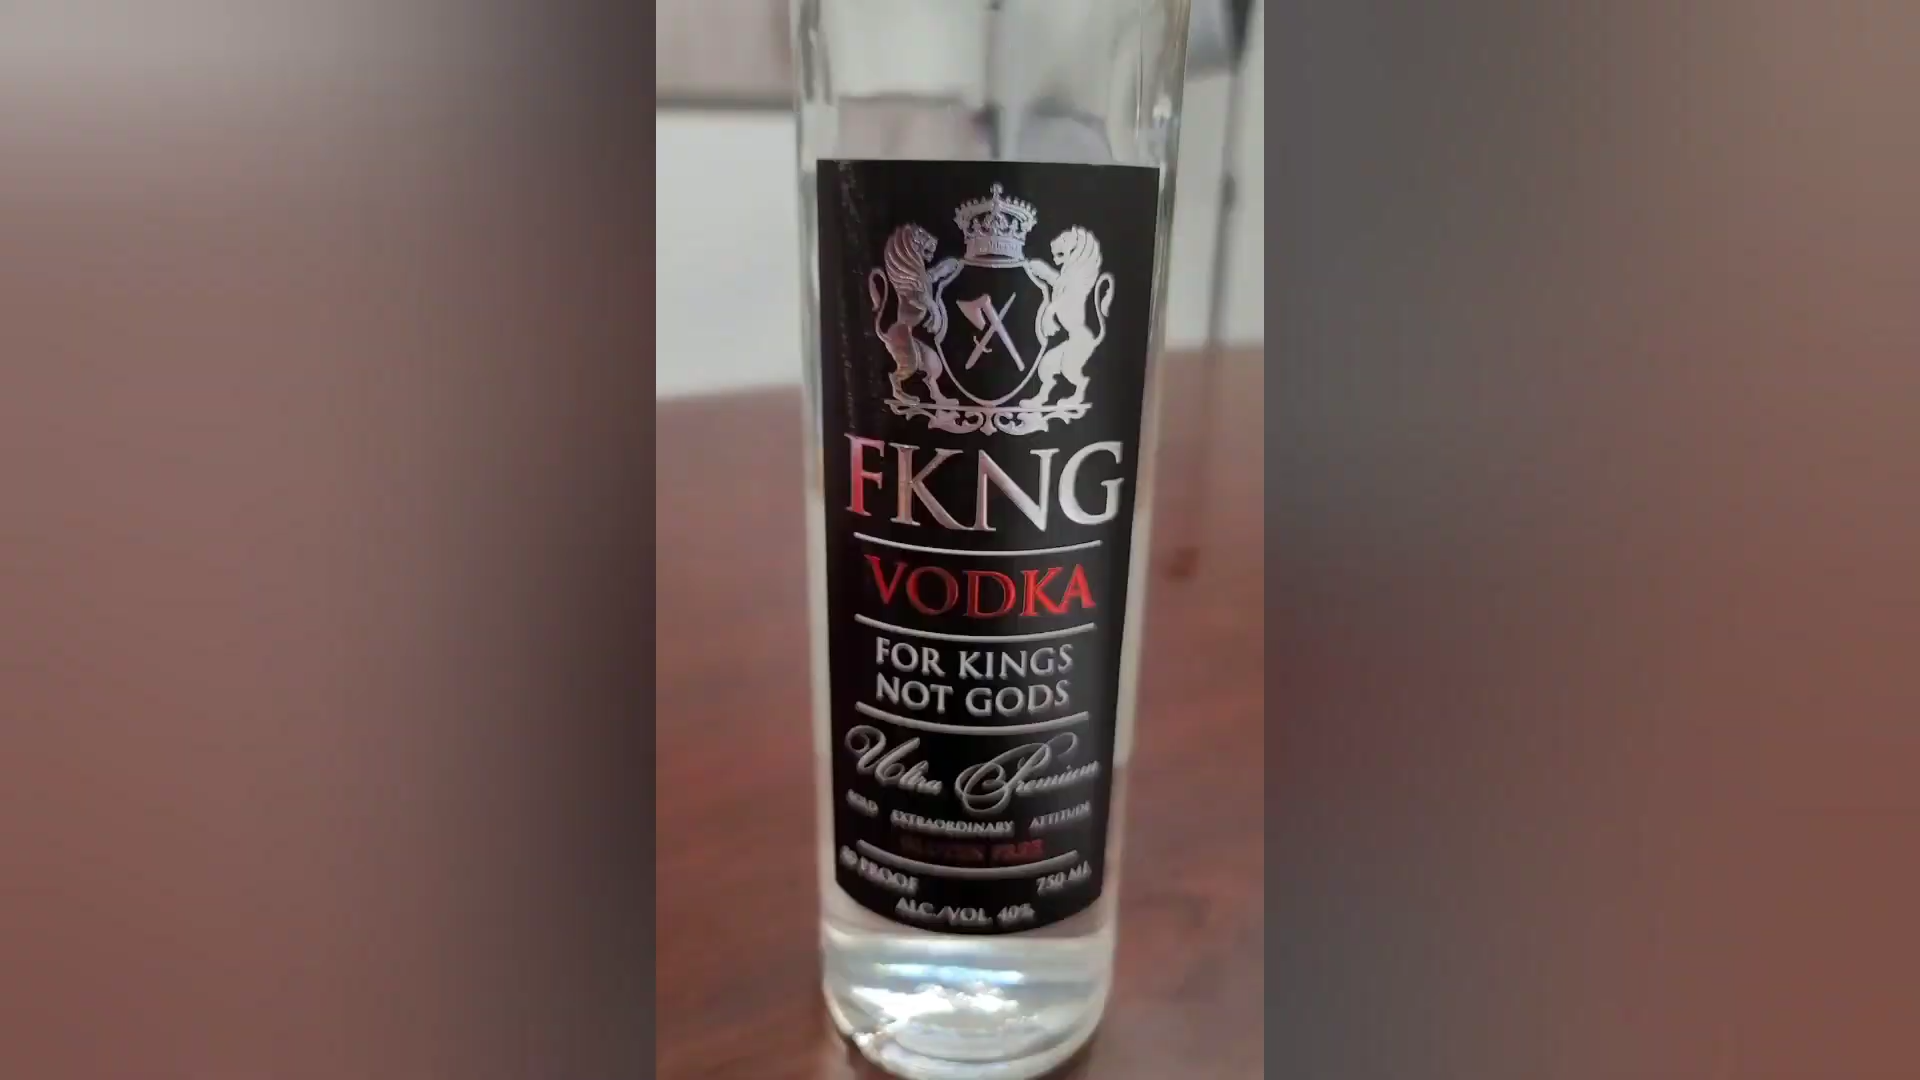 FKNG
VODKA
FOR KINGS
NOT GODS
Ultra Premium
BOLD EXTRAORDINARY ATTITUDE
GLUTEN FREE
80 PROOF 750 ML
ALC./VOL. 40%